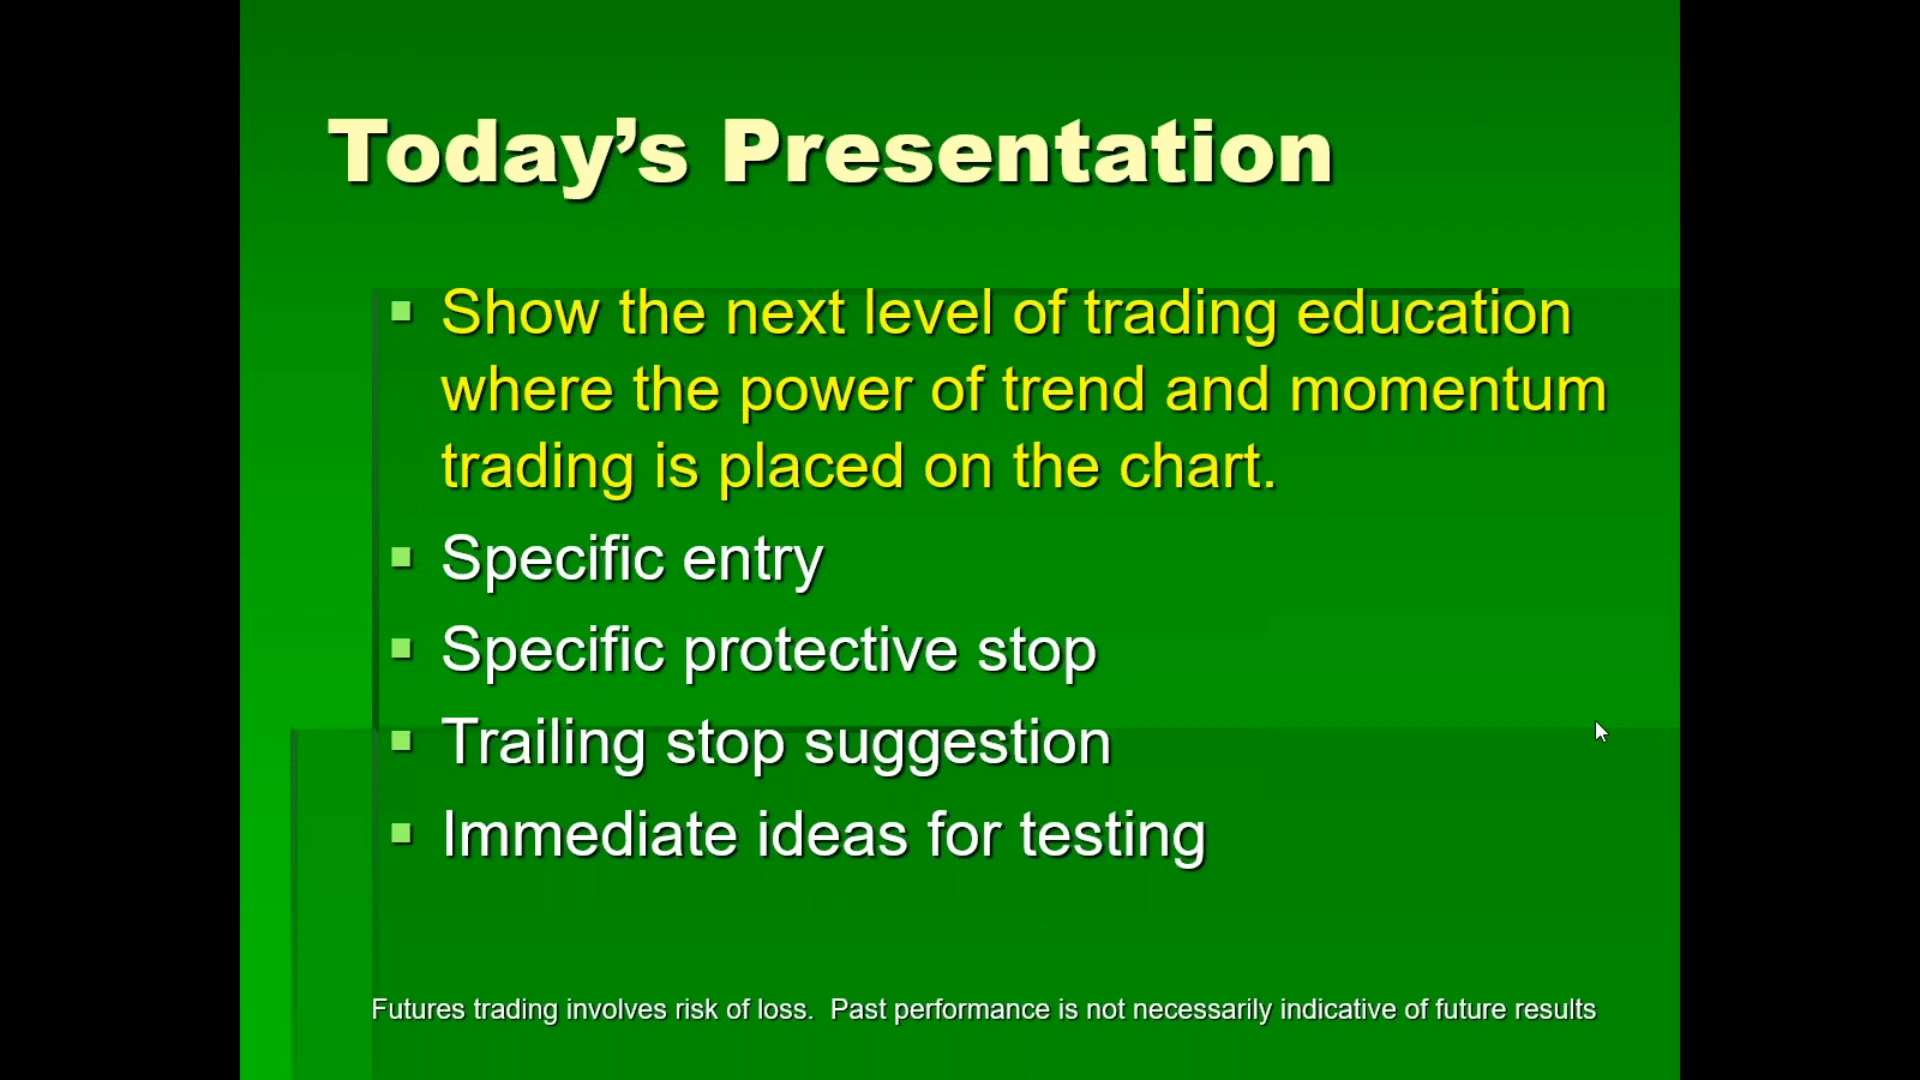 Today’s Presentation
Show the next level of trading education
where the power of trend and momentum
trading is placed on the chart.
Specific entry
Specific protective stop
Trailing stop suggestion
Immediate ideas for testing
Futures trading involves risk of loss.  Past performance is not necessarily indicative of future results